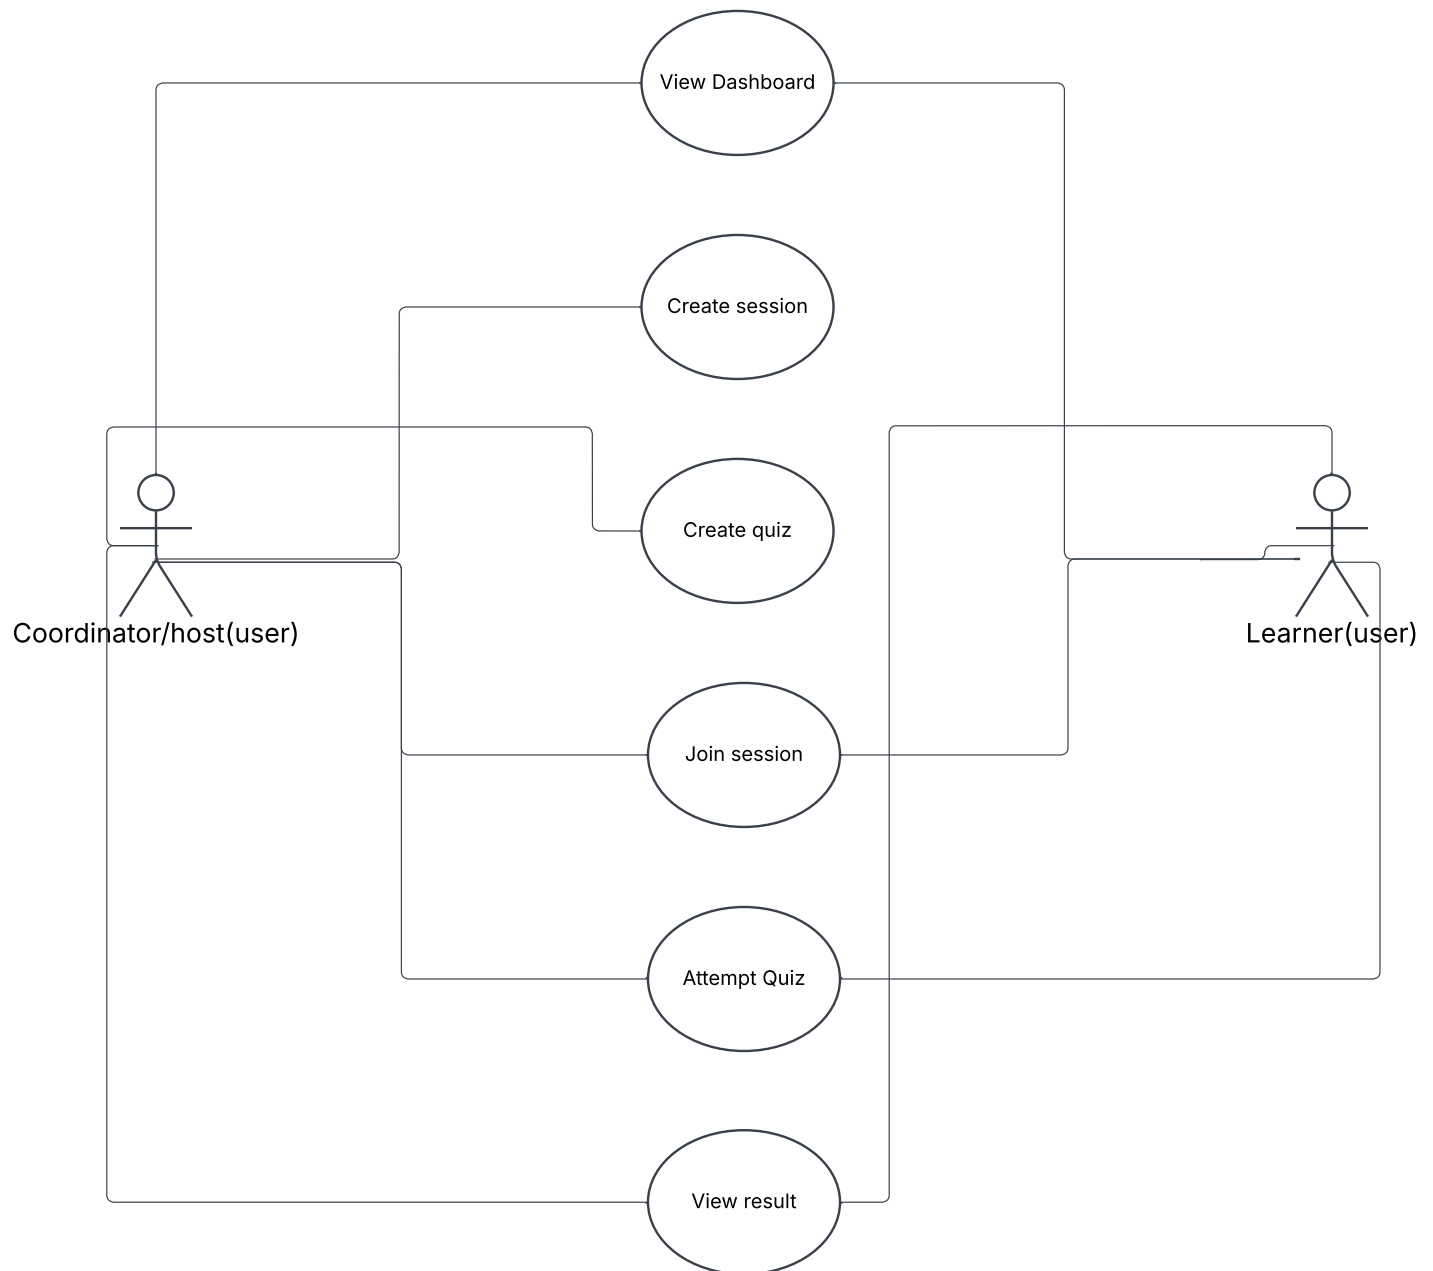 View Dashboard
Create session
Create quiz
Coordinator/host(user)
Learner(user)
Join session
Attempt Quiz
View result